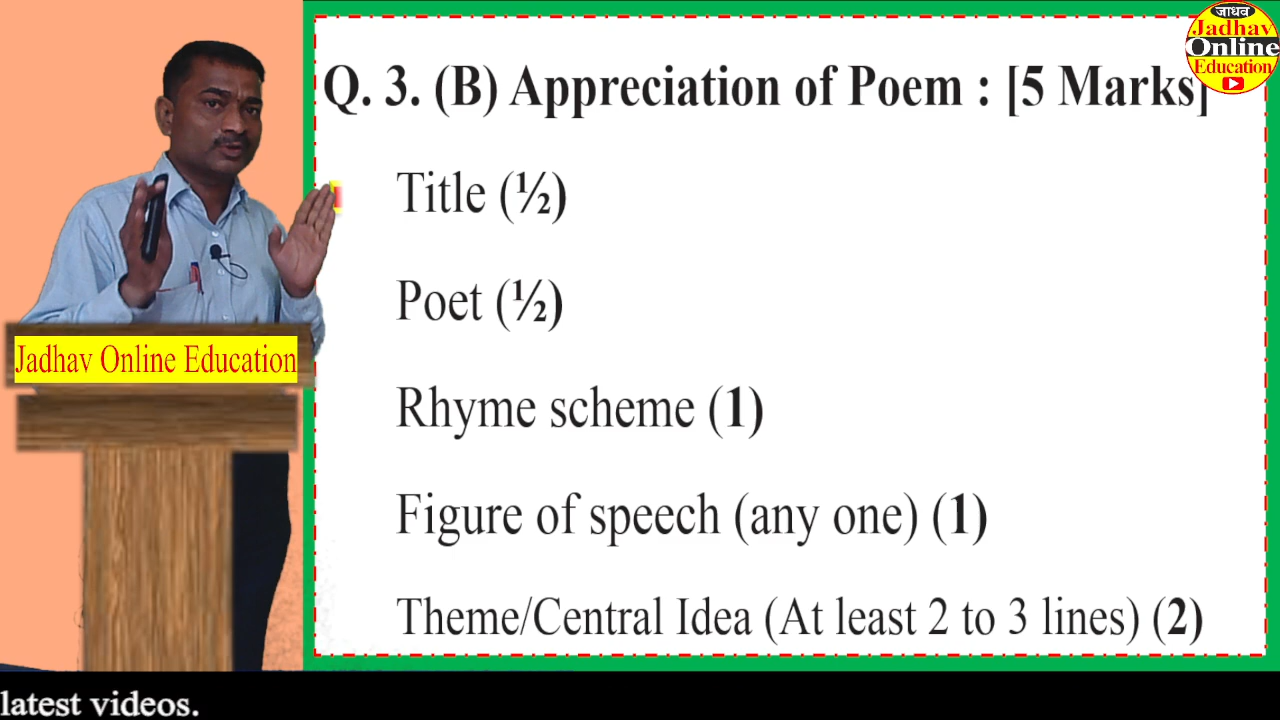 जाधव
Jadhav
Online
Education
Q. 3. (B) Appreciation of Poem : [5 Marks]
Title (½)
Poet (½)
Rhyme scheme (1)
Jadhav Online Education
Figure of speech (any one) (1)
Theme/Central Idea (At least 2 to 3 lines) (2)
latest videos.